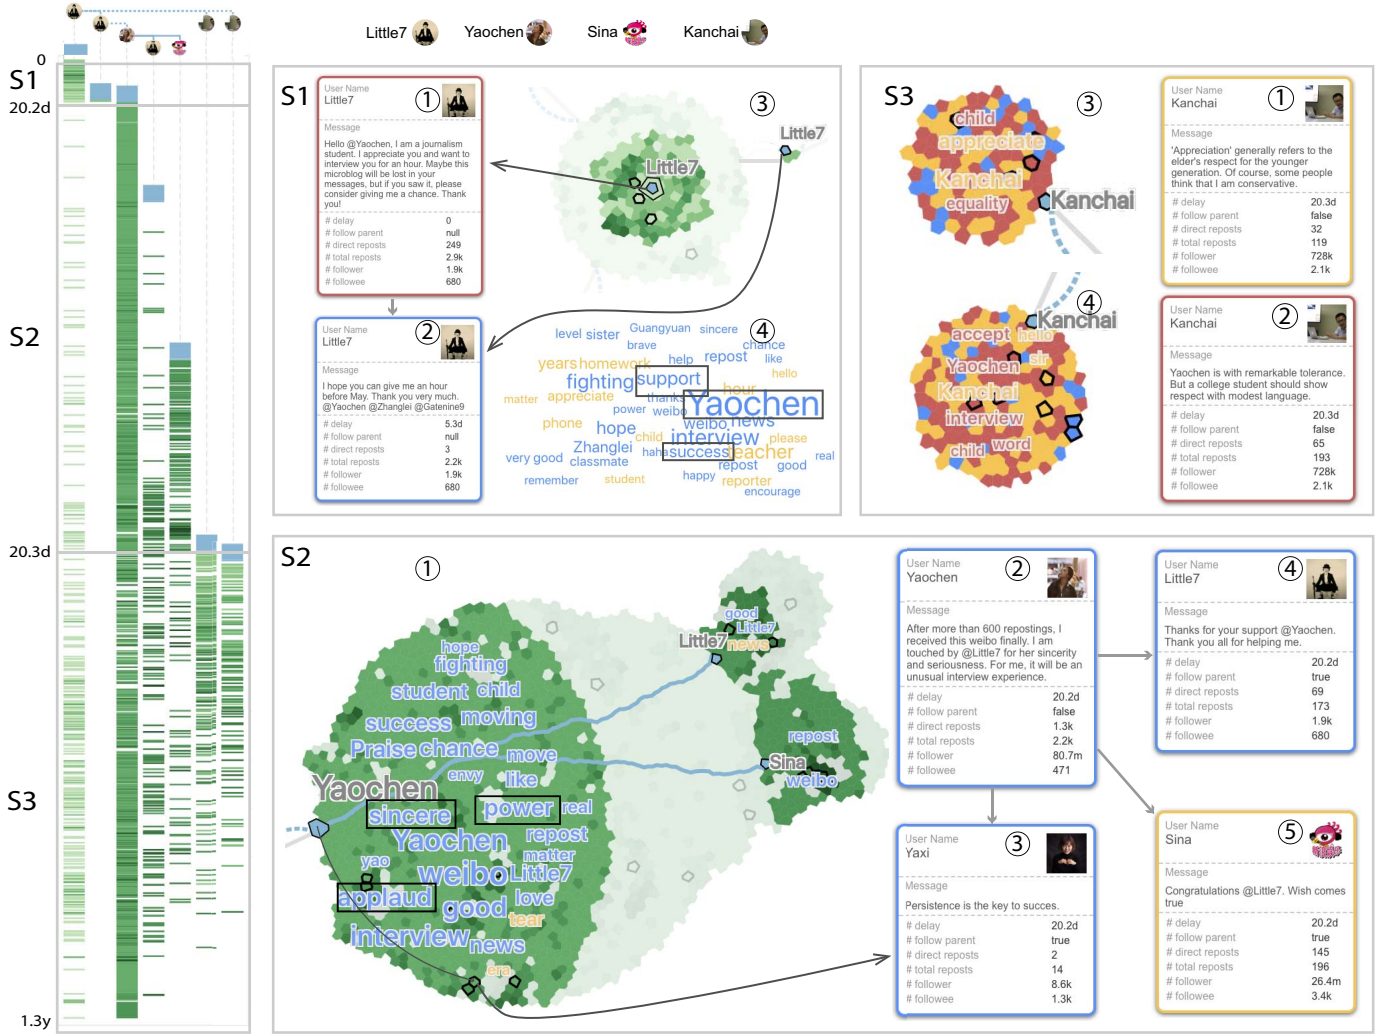 Little7
Yaochen
Sina
Kanchai
0
S1
20.2d
S2
20.3d
S3
1.3y
S1
1
User Name
Little7
Message
Hello @Yaochen, I am a journalism
student. I appreciate you and want to
interview you for an hour. Maybe this
microblog will be lost in your
messages, but if you saw it, please
consider giving me a chance. Thank
you!
# delay 0
# follow parent null
# direct reposts 249
# total reposts 2.9k
# follower 1.9k
# followee 680
2
User Name
Little7
Message
I hope you can give me an hour
before May. Thank you very much.
@Yaochen @Zhanglei @Gatenine9
# delay 5.3d
# follow parent null
# direct reposts 3
# total reposts 2.2k
# follower 1.9k
# followee 680
3
Little7
Little7
4
level sister Guangyuan sincere
brave chance
years homework help repost like
fighting support hello
matter appreciate thanks hour
power weibo Yaochen
phone hope weibo news
child interview please
Zhanglei haha success teacher
very good classmate repost good real
remember student happy reporter
encourage
S3
3
child
appreciate
Kanchai
equality
Kanchai
4
Kanchai
accept hello
sir
Yaochen
Kanchai
interview
word
child
1
User Name
Kanchai
Message
'Appreciation' generally refers to the
elder's respect for the younger
generation. Of course, some people
think that I am conservative.
# delay 20.3d
# follow parent false
# direct reposts 32
# total reposts 119
# follower 728k
# followee 2.1k
2
User Name
Kanchai
Message
Yaochen is with remarkable tolerance.
But a college student should show
respect with modest language.
# delay 20.3d
# follow parent false
# direct reposts 65
# total reposts 193
# follower 728k
# followee 2.1k
S2
1
hope
fighting
student child
success moving
Praise chance move
envy like
Yaochen
sincere power real
Yaochen repost
yao matter
weibo Little7
applaud good love
tear
interview news
era
good
Little7
Little7 news
repost
Sina
weibo
2
User Name
Yaochen
Message
After more than 600 repostings, I
received this weibo finally. I am
touched by @Little7 for her sincerity
and seriousness. For me, it will be an
unusual interview experience.
# delay 20.2d
# follow parent false
# direct reposts 1.3k
# total reposts 2.2k
# follower 80.7m
# followee 471
3
User Name
Yaxi
Message
Persistence is the key to succes.
# delay 20.2d
# follow parent true
# direct reposts 2
# total reposts 14
# follower 8.6k
# followee 1.3k
4
User Name
Little7
Message
Thanks for your support @Yaochen.
Thank you all for helping me.
# delay 20.2d
# follow parent true
# direct reposts 69
# total reposts 173
# follower 1.9k
# followee 680
5
User Name
Sina
Message
Congratulations @Little7. Wish comes
true
# delay 20.2d
# follow parent true
# direct reposts 145
# total reposts 196
# follower 26.4m
# followee 3.4k